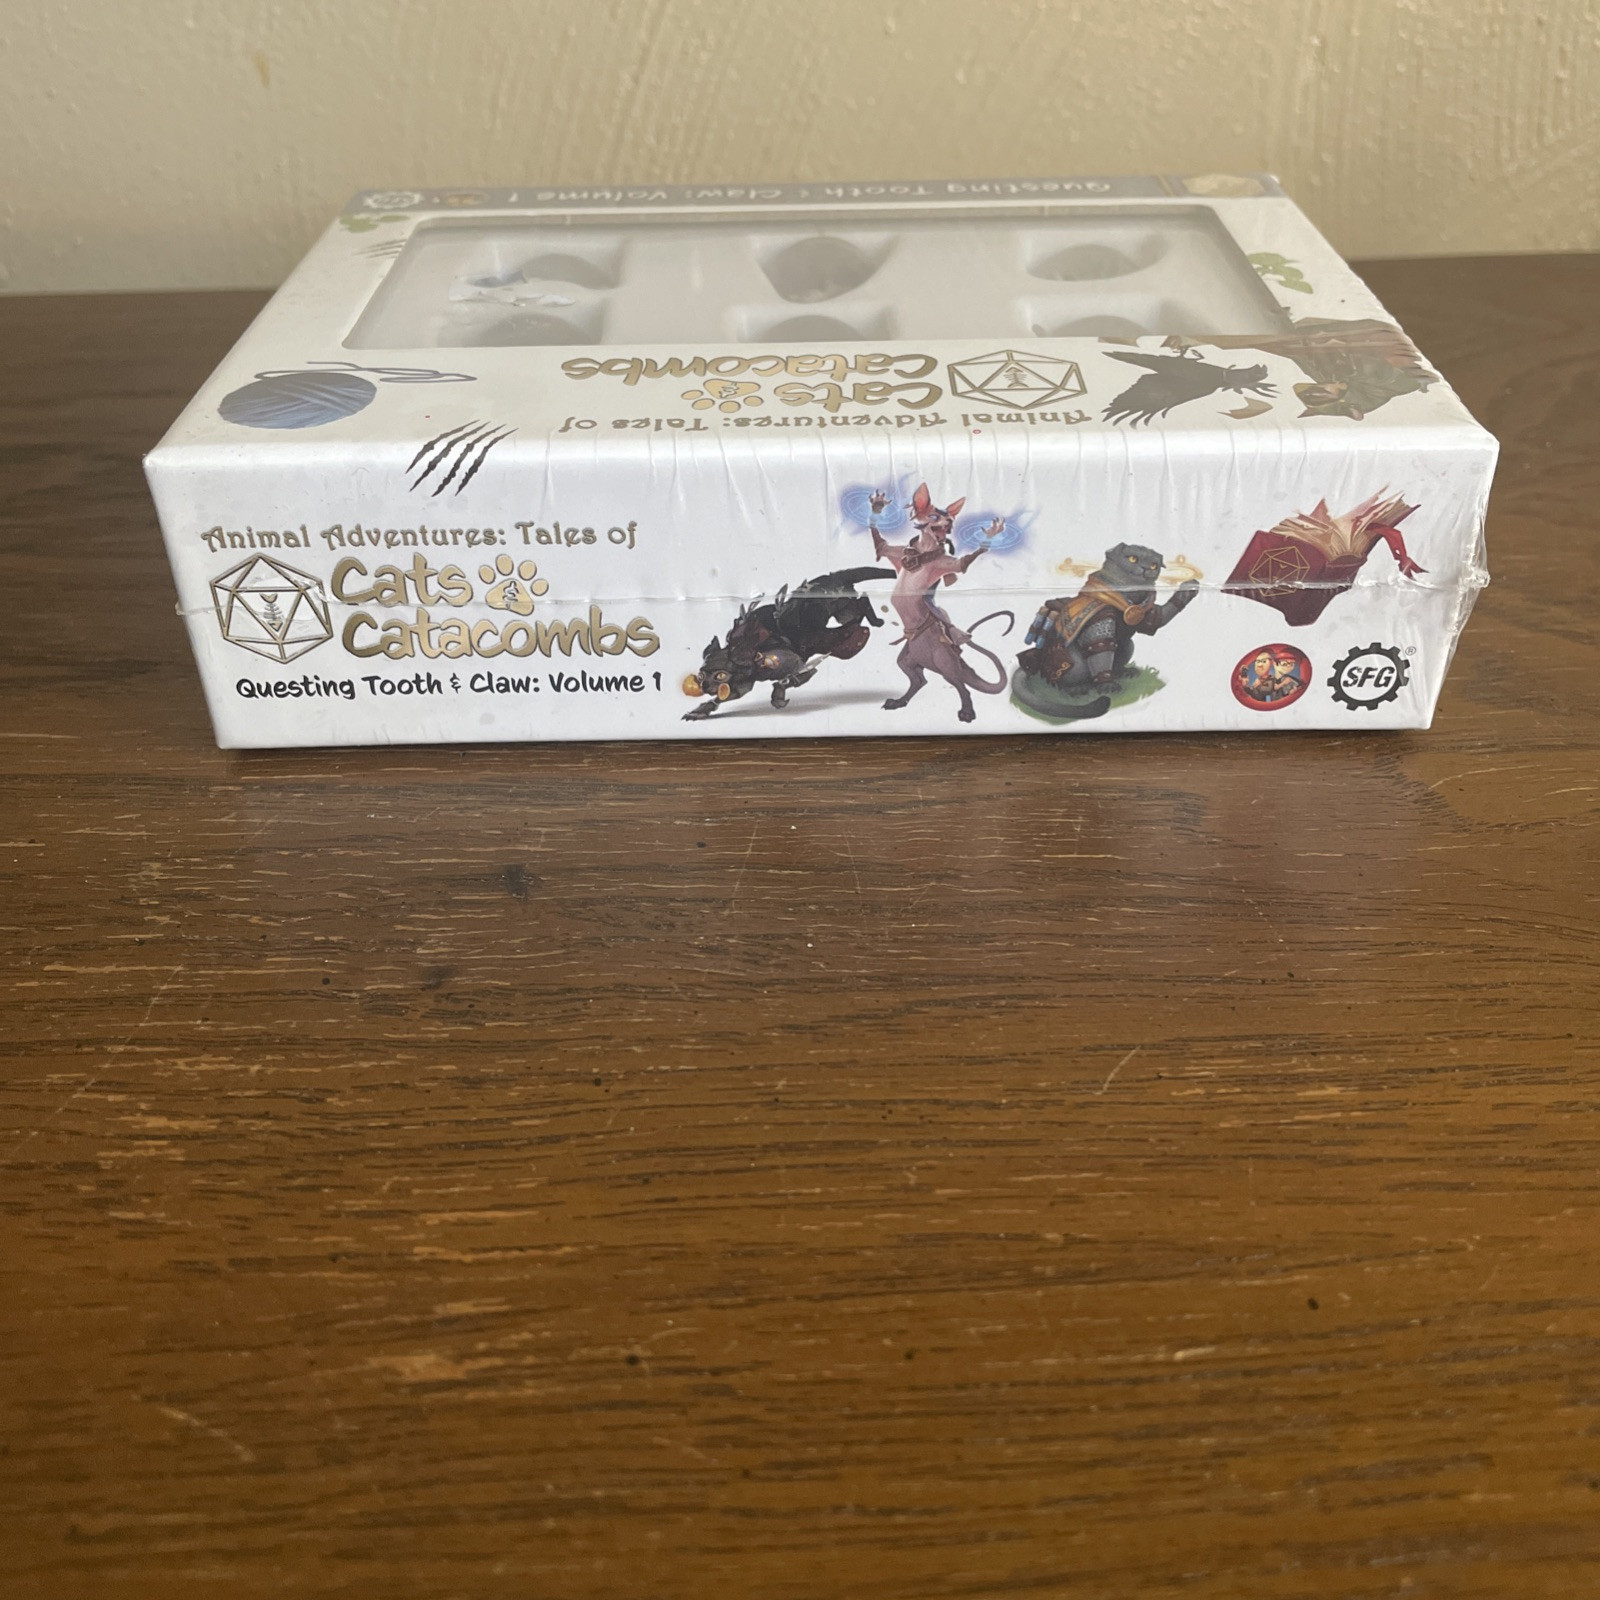 Questing Tooth & Claw: Volume 1
Animal Adventures: Tales of
Cats &
Catacombs
Animal Adventures: Tales of
Cats &
Catacombs
Questing Tooth & Claw: Volume 1
SFG®